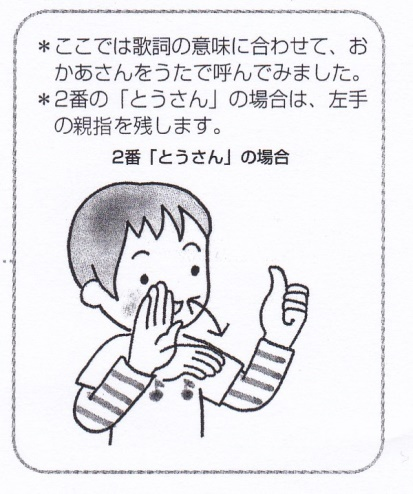 ＊ここでは歌詞の意味に合わせて、お
かあさんをうたで呼んでみました。
＊2番の「とうさん」の場合は、左手
の親指を残します。
2番「とうさん」の場合